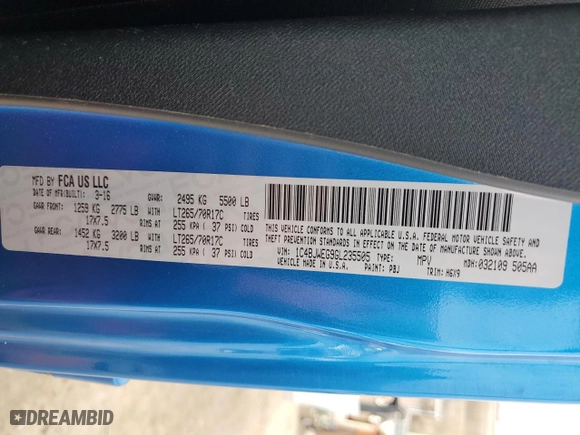 MFD BY FCA US LLC
DATE OF MFR(BUILT): 3-16 GVWR: 2495 KG 5500 LB
GAWR FRONT: 1259 KG 2775 LB WITH LT265/70R17C TIRES
17X7.5 RIMS AT 255 KPA ( 37 PSI) COLD
GAWR REAR: 1452 KG 3200 LB WITH LT265/70R17C TIRES
17X7.5 RIMS AT 255 KPA ( 37 PSI) COLD
THIS VEHICLE CONFORMS TO ALL APPLICABLE U.S.A. FEDERAL MOTOR VEHICLE SAFETY, BUMPER, AND
THEFT PREVENTION STANDARDS IN EFFECT ON THE DATE OF MANUFACTURE SHOWN ABOVE.
VIN: 1C4BJWEG9GL235505 TYPE: MPV MDH: 032109 505AA
VEHICLE MADE IN U.S.A. PAINT: PBJ TRIM: H6X9
DREAMBID